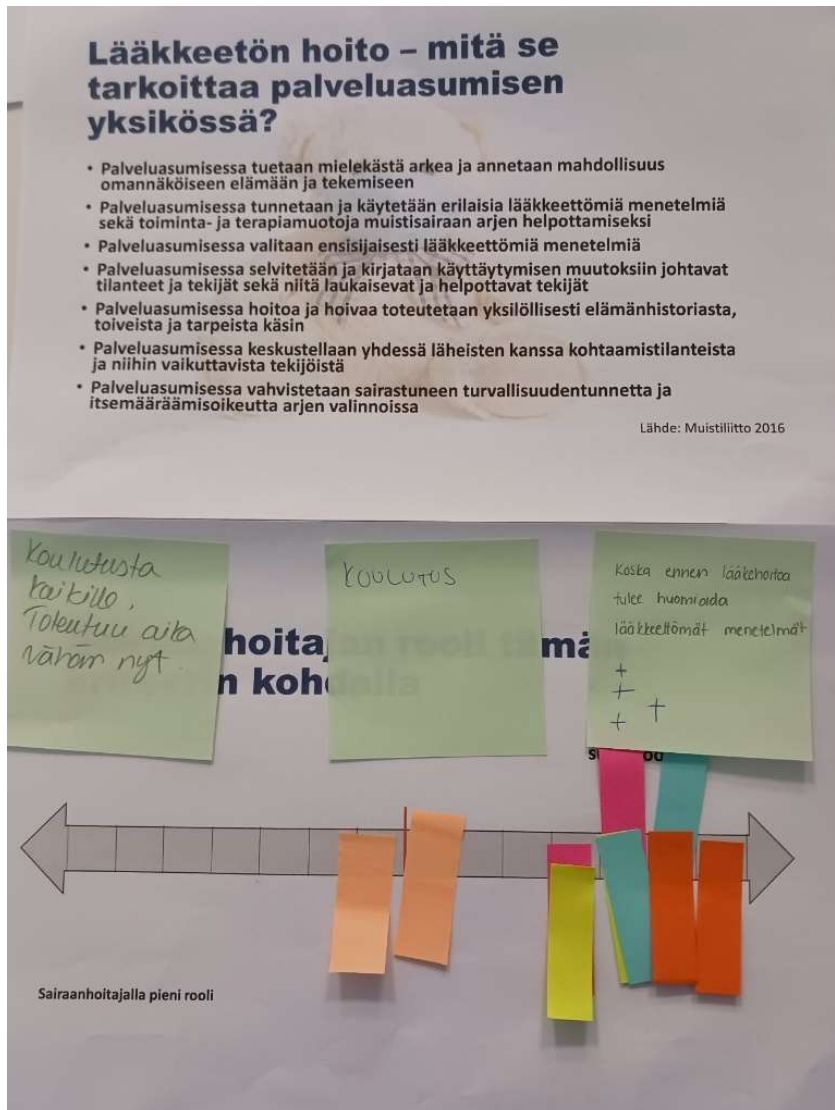 Lääkkeetön hoito – mitä se
tarkoittaa palveluasumisen
yksikössä?
• Palveluasumisessa tuetaan mielekästä arkea ja annetaan mahdollisuus
omannäköiseen elämään ja tekemiseen
• Palveluasumisessa tunnetaan ja käytetään erilaisia lääkkeettömiä menetelmiä
sekä toiminta- ja terapiamuotoja muistisairaan arjen helpottamiseksi
• Palveluasumisessa valitaan ensisijaisesti lääkkeettömiä menetelmiä
• Palveluasumisessa selvitetään ja kirjataan käyttäytymisen muutoksiin johtavat
tilanteet ja tekijät sekä niitä laukaisevat ja helpottavat tekijät
• Palveluasumisessa hoitoa ja hoivaa toteutetaan yksilöllisesti elämänhistoriasta,
toiveista ja tarpeista käsin
• Palveluasumisessa keskustellaan yhdessä läheisten kanssa kohtaamistilanteista
ja niihin vaikuttavista tekijöistä
• Palveluasumisessa vahvistetaan sairastuneen turvallisuudentunnetta ja
itsemääräämisoikeutta arjen valinnoissa
Lähde: Muistiliitto 2016
Koulutusta
kaikille,
Toteutuu aika
vähän nyt.
KOULUTUS
Koska ennen lääkehoitoa
tulee huomioida
lääkkeettömät menetelmät
+
+
+ +
hoitajan rooli tämän
n kohdalla
Sairaanhoitajalla pieni rooli